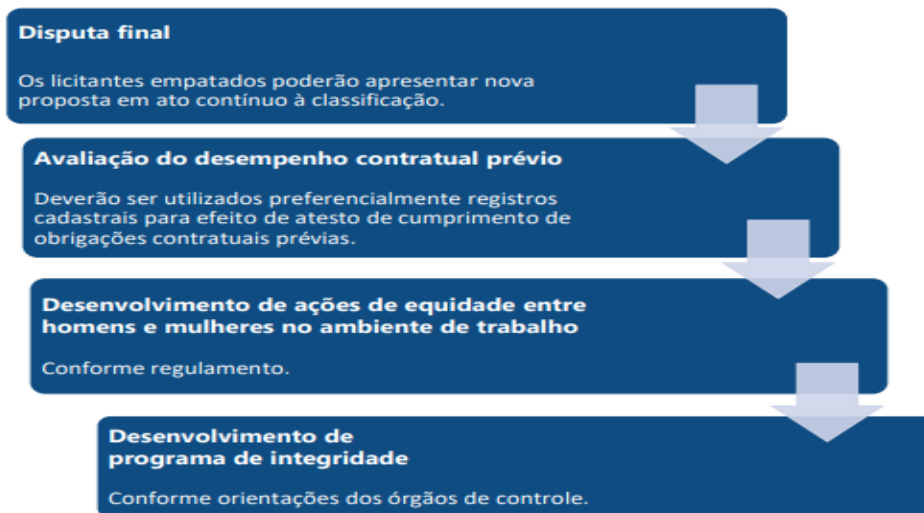 Disputa final
Os licitantes empatados poderão apresentar nova
proposta em ato contínuo à classificação.
Avaliação do desempenho contratual prévio
Deverão ser utilizados preferencialmente registros
cadastrais para efeito de atesto de cumprimento de
obrigações contratuais prévias.
Desenvolvimento de ações de equidade entre
homens e mulheres no ambiente de trabalho
Conforme regulamento.
Desenvolvimento de
programa de integridade
Conforme orientações dos órgãos de controle.